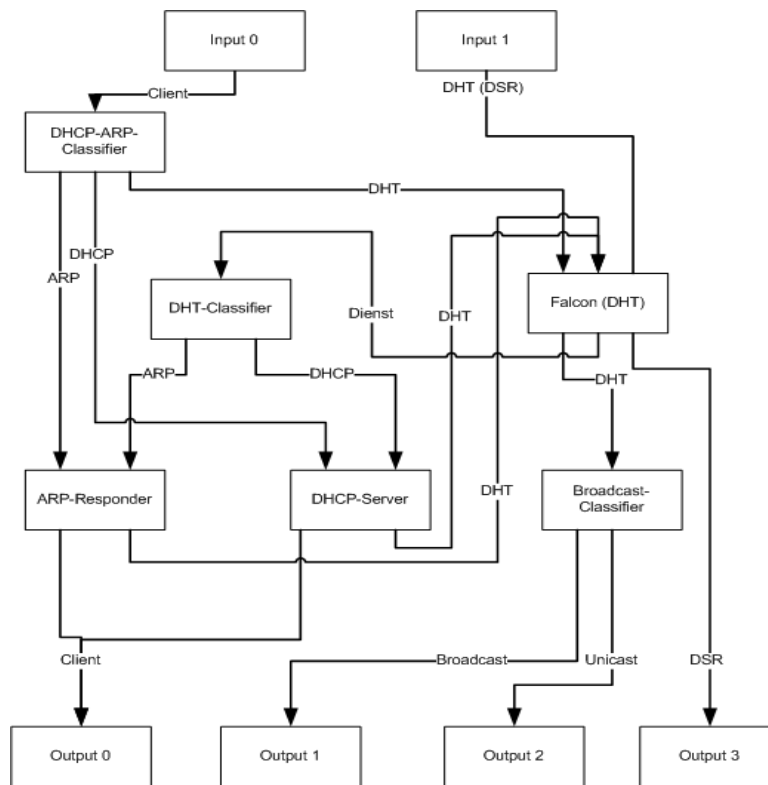 Input 0
Input 1
DHT (DSR)
Client
DHCP-ARP-
Classifier
DHT
DHCP
ARP
DHT-Classifier
Dienst
DHT
Falcon (DHT)
ARP
DHCP
DHT
ARP-Responder
DHCP-Server
DHT
Broadcast-
Classifier
Client
Broadcast
Unicast
DSR
Output 0
Output 1
Output 2
Output 3